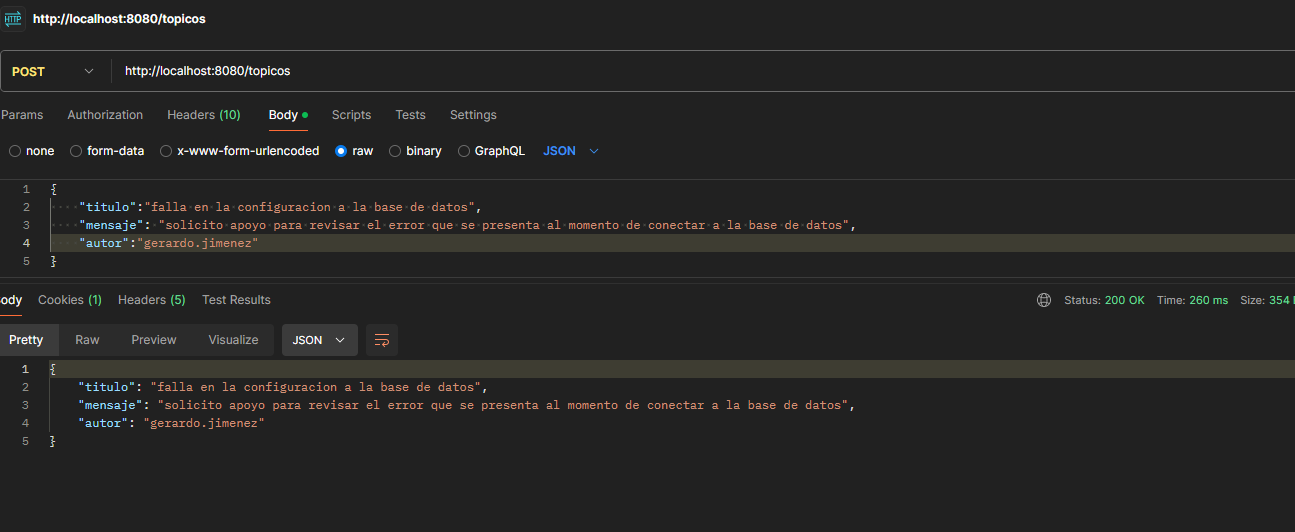 HTTP http://localhost:8080/topicos
POST http://localhost:8080/topicos
Params Authorization Headers (10) Body Scripts Tests Settings
none form-data x-www-form-urlencoded raw binary GraphQL JSON
1 {
2 "titulo":"falla en la configuracion a la base de datos",
3 "mensaje": "solicito apoyo para revisar el error que se presenta al momento de conectar a la base de datos",
4 "autor":"gerardo.jimenez"
5 }
ody Cookies (1) Headers (5) Test Results Status: 200 OK Time: 260 ms Size: 354
Pretty Raw Preview Visualize JSON
1 {
2 "titulo": "falla en la configuracion a la base de datos",
3 "mensaje": "solicito apoyo para revisar el error que se presenta al momento de conectar a la base de datos",
4 "autor": "gerardo.jimenez"
5 }